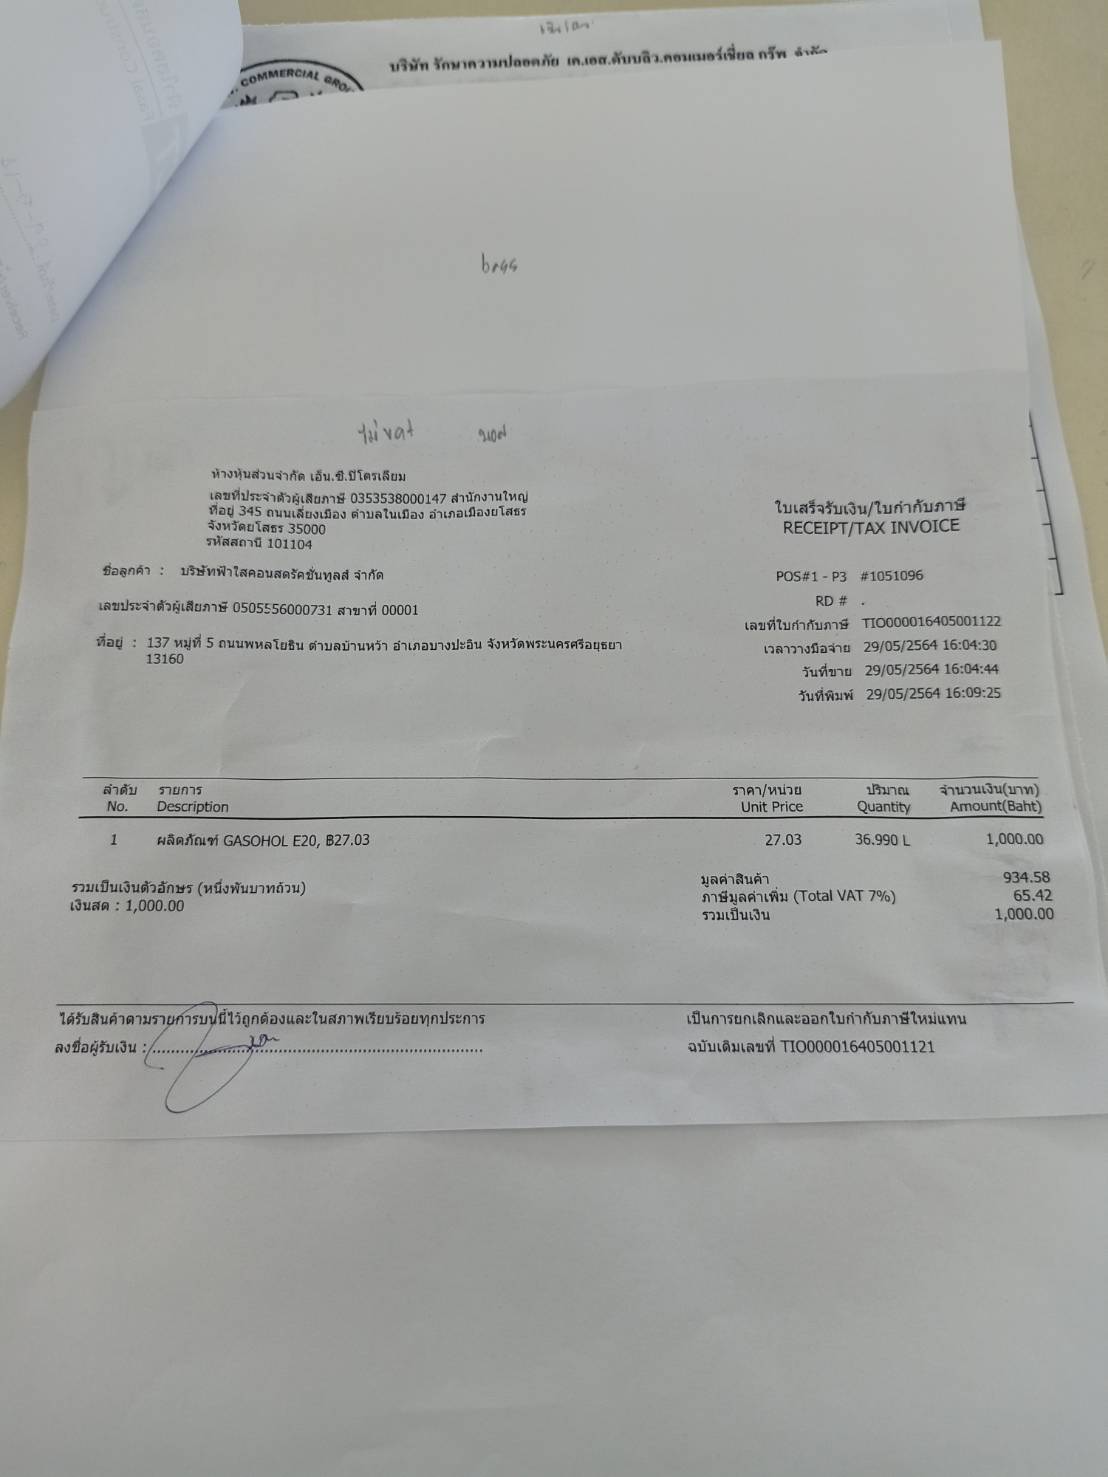 COMMERCIAL GROUP
บริษัท รักษาความปลอดภัย เค.เอส.ดับบลิว.คอมเมอร์เชี่ยล กรุ๊พ จำกัด
boss
ไม่ vat
ห้างหุ้นส่วนจำกัด เอ็น.ซี.ปิโตรเลียม
เลขที่ประจำตัวผู้เสียภาษี 0353538000147 สำนักงานใหญ่
ที่อยู่ 345 ถนนเลี่ยงเมือง ตำบลในเมือง อำเภอเมืองยโสธร
จังหวัดยโสธร 35000
รหัสสถานี 101104
ใบเสร็จรับเงิน/ใบกำกับภาษี
RECEIPT/TAX INVOICE
ชื่อลูกค้า : บริษัทฟ้าใสคอนสตรัคชั่นทูลส์ จำกัด
เลขประจำตัวผู้เสียภาษี 0505556000731 สาขาที่ 00001
ที่อยู่ : 137 หมู่ที่ 5 ถนนพหลโยธิน ตำบลบ้านหว้า อำเภอบางปะอิน จังหวัดพระนครศรีอยุธยา
13160
POS#1 - P3 #1051096
RD # .
เลขที่ใบกำกับภาษี TIO000016405001122
เวลาวางมือจ่าย 29/05/2564 16:04:30
วันที่ขาย 29/05/2564 16:04:44
วันที่พิมพ์ 29/05/2564 16:09:25
ลำดับ รายการ ราคา/หน่วย ปริมาณ จำนวนเงิน(บาท)
No. Description Unit Price Quantity Amount(Baht)
1 ผลิตภัณฑ์ GASOHOL E20, ฿27.03 27.03 36.990 L 1,000.00
รวมเป็นเงินตัวอักษร (หนึ่งพันบาทถ้วน)
เงินสด : 1,000.00
มูลค่าสินค้า 934.58
ภาษีมูลค่าเพิ่ม (Total VAT 7%) 65.42
รวมเป็นเงิน 1,000.00
ได้รับสินค้าตามรายการบนนี้ไว้ถูกต้องและในสภาพเรียบร้อยทุกประการ
ลงชื่อผู้รับเงิน :
เป็นการยกเลิกและออกใบกำกับภาษีใหม่แทน
ฉบับเดิมเลขที่ TIO000016405001121